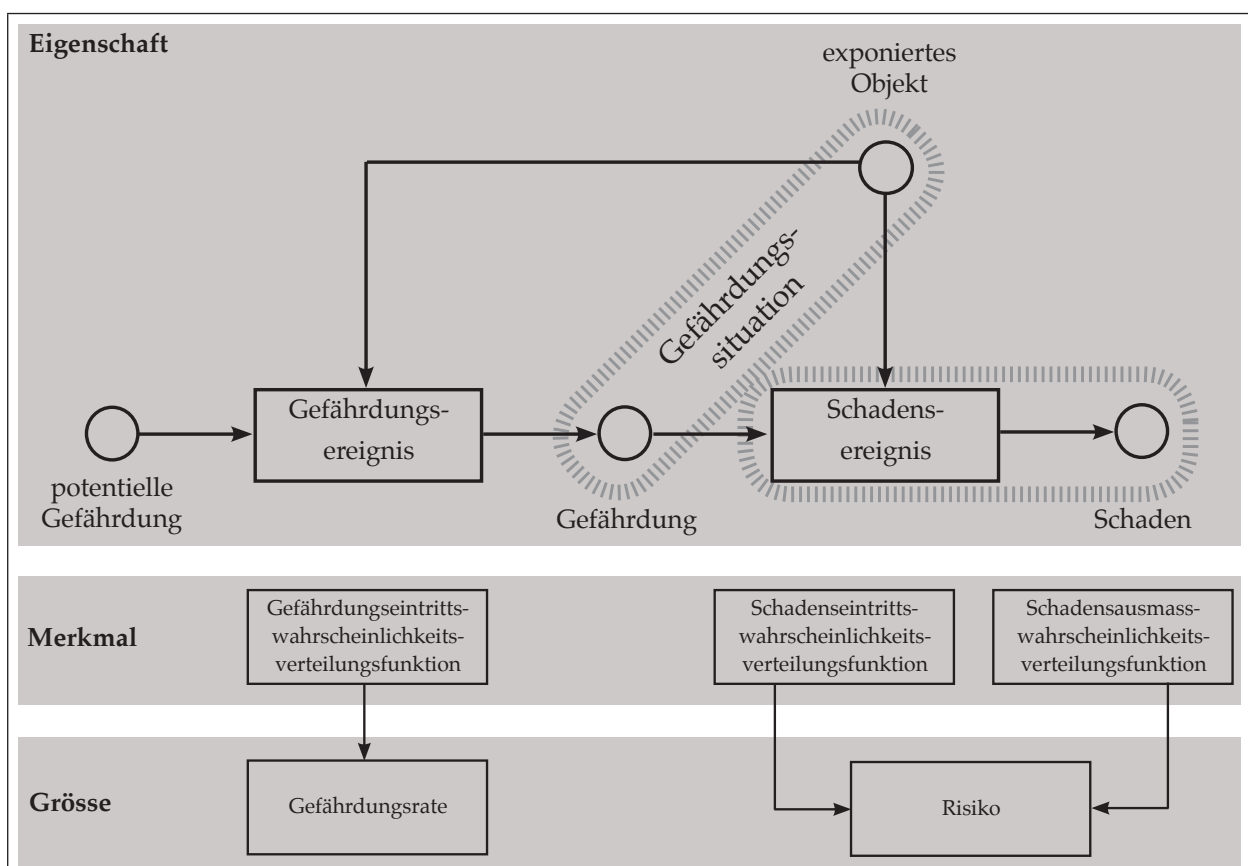 Eigenschaft
exponiertes
Objekt
Gefährdungs-
situation
Gefährdungs-
ereignis
Schadens-
ereignis
potentielle
Gefährdung
Gefährdung
Schaden
Merkmal
Gefährdungseintritts-
wahrscheinlichkeits-
verteilungsfunktion
Schadenseintritts-
wahrscheinlichkeits-
verteilungsfunktion
Schadensausmass-
wahrscheinlichkeits-
verteilungsfunktion
Grösse
Gefährdungsrate
Risiko